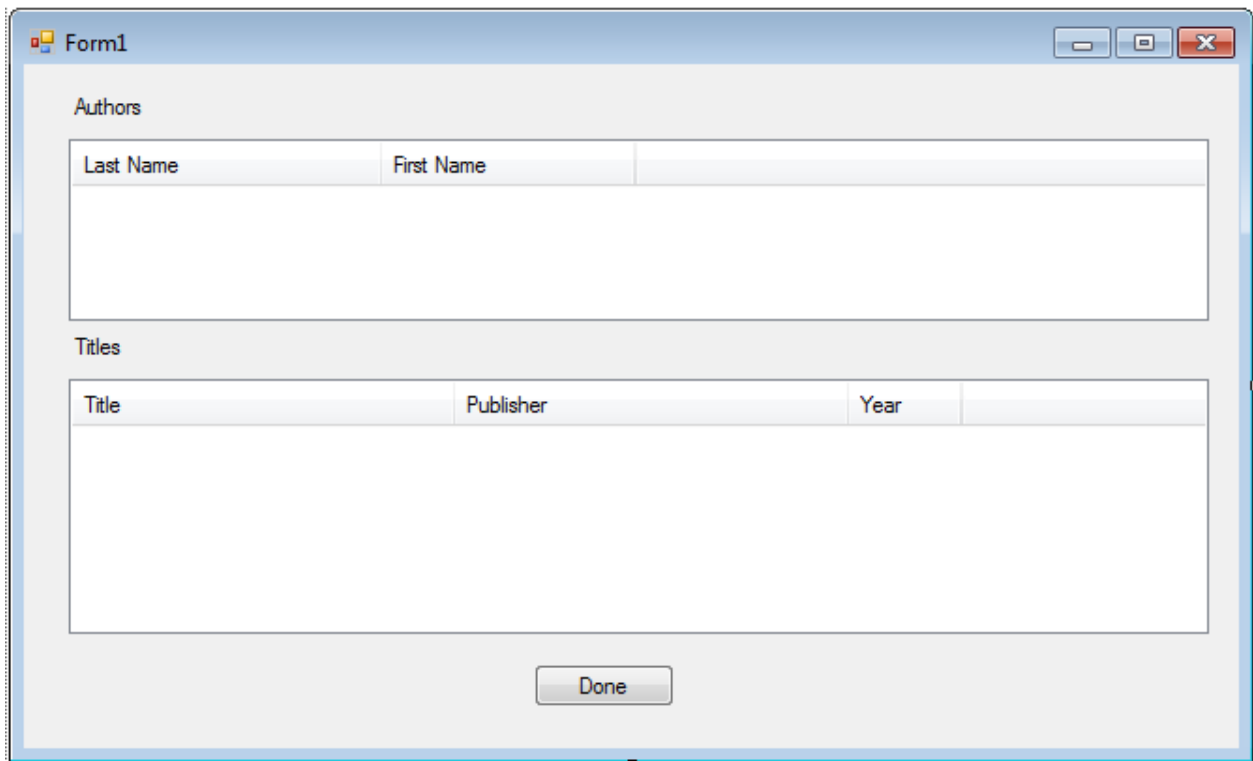 Form1
Authors
Last Name First Name
Titles
Title Publisher Year
Done